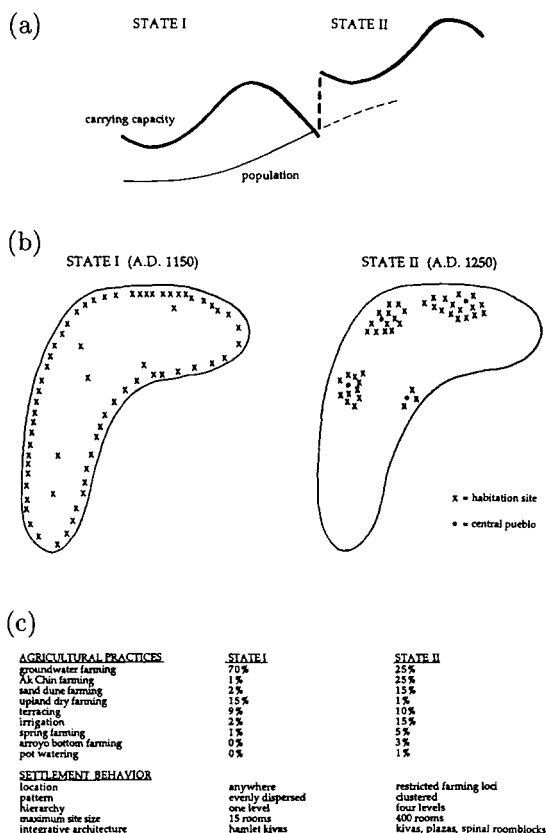 (a)
STATE I STATE II
carrying capacity
population
(b)
STATE I (A.D. 1150) STATE II (A.D. 1250)
x = habitation site
• = central pueblo
(c)
AGRICULTURAL PRACTICES STATE I STATE II
groundwater farming 70% 25%
Ak Chin farming 1% 25%
sand dune farming 2% 15%
upland dry farming 15% 1%
terracing 9% 10%
irrigation 2% 15%
spring farming 1% 5%
arroyo bottom farming 0% 3%
pot watering 0% 1%
SETTLEMENT BEHAVIOR
location anywhere restricted farming loci
pattern evenly dispersed clustered
hierarchy one level four levels
maximum site size 15 rooms 400 rooms
integrative architecture hamlet kivas kivas, plazas, spinal roomblocks